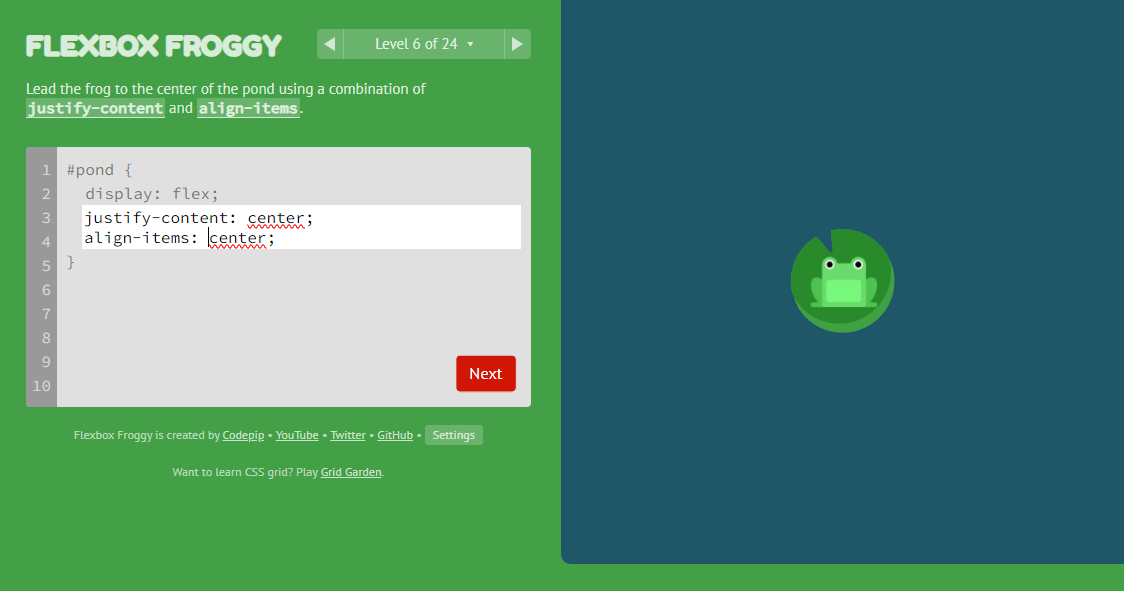 FLEXBOX FROGGY
◀ Level 6 of 24 ▾ ▶
Lead the frog to the center of the pond using a combination of
justify-content and align-items.
1 #pond {
2 display: flex;
3 justify-content: center;
4 align-items: center;
5 }
6
7
8
9
10
Next
Flexbox Froggy is created by Codepip • YouTube • Twitter • GitHub • Settings
Want to learn CSS grid? Play Grid Garden.